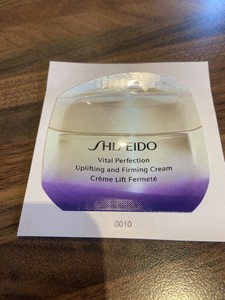 SHISEIDO
Vital Perfection
Uplifting and Firming Cream
Crème Lift Fermeté
0010